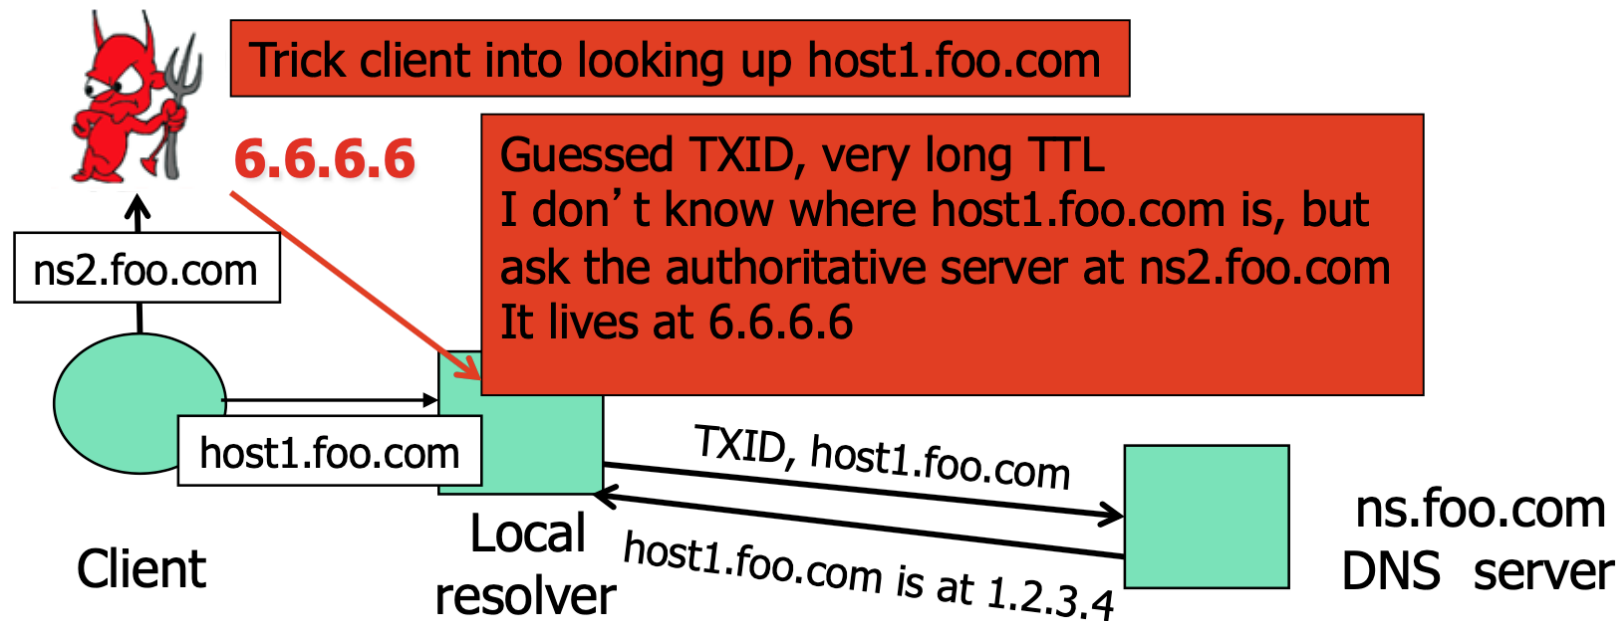 Trick client into looking up host1.foo.com
6.6.6.6
Guessed TXID, very long TTL
I don't know where host1.foo.com is, but
ask the authoritative server at ns2.foo.com
It lives at 6.6.6.6
ns2.foo.com
host1.foo.com
TXID, host1.foo.com
host1.foo.com is at 1.2.3.4
Client
Local
resolver
ns.foo.com
DNS server